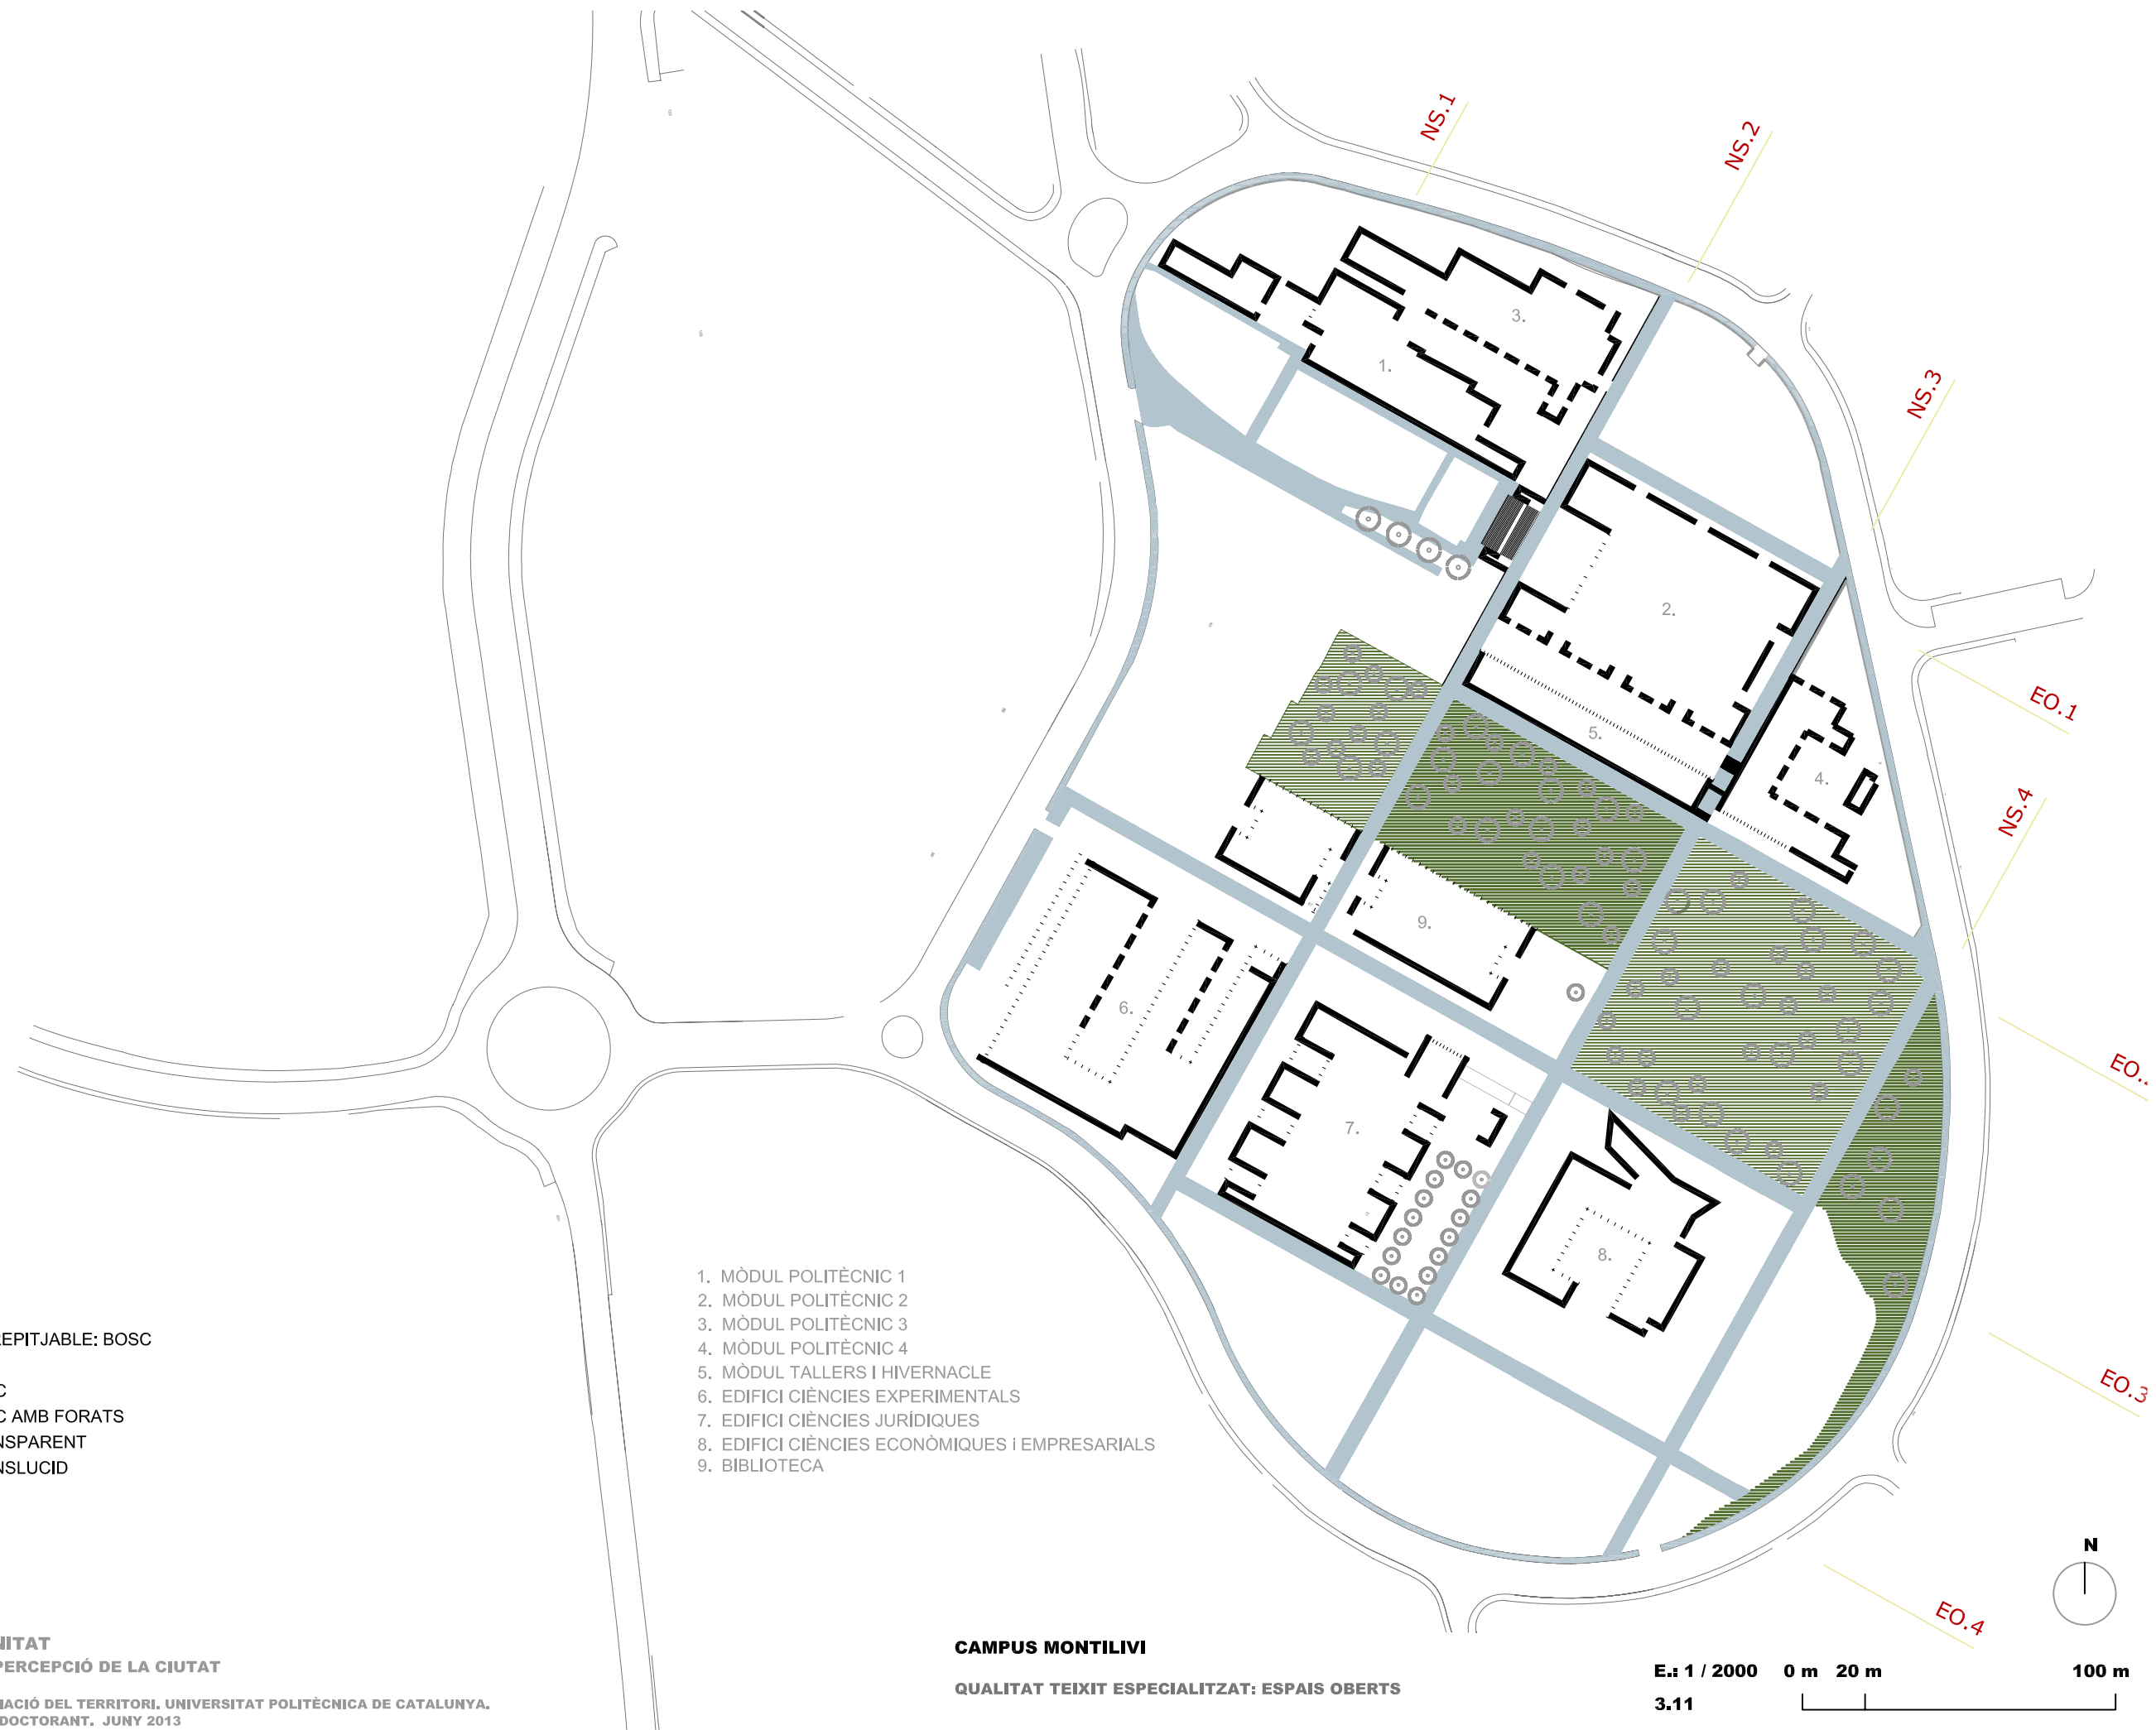 NS.1
NS.2
NS.3
EO.1
NS.4
EO.3
EO.4
1.
2.
3.
4.
5.
6.
7.
8.
9.
1. MÒDUL POLITÈCNIC 1
2. MÒDUL POLITÈCNIC 2
3. MÒDUL POLITÈCNIC 3
4. MÒDUL POLITÈCNIC 4
5. MÒDUL TALLERS I HIVERNACLE
6. EDIFICI CIÈNCIES EXPERIMENTALS
7. EDIFICI CIÈNCIES JURÍDIQUES
8. EDIFICI CIÈNCIES ECONÒMIQUES i EMPRESARIALS
9. BIBLIOTECA
EPITJABLE: BOSC
C
C AMB FORATS
NSPARENT
NSLUCID
NITAT
PERCEPCIÓ DE LA CIUTAT
IACIÓ DEL TERRITORI. UNIVERSITAT POLITÈCNICA DE CATALUNYA.
DOCTORANT. JUNY 2013
CAMPUS MONTILIVI
QUALITAT TEIXIT ESPECIALITZAT: ESPAIS OBERTS
N
E.: 1 / 2000 0 m 20 m 100 m
3.11